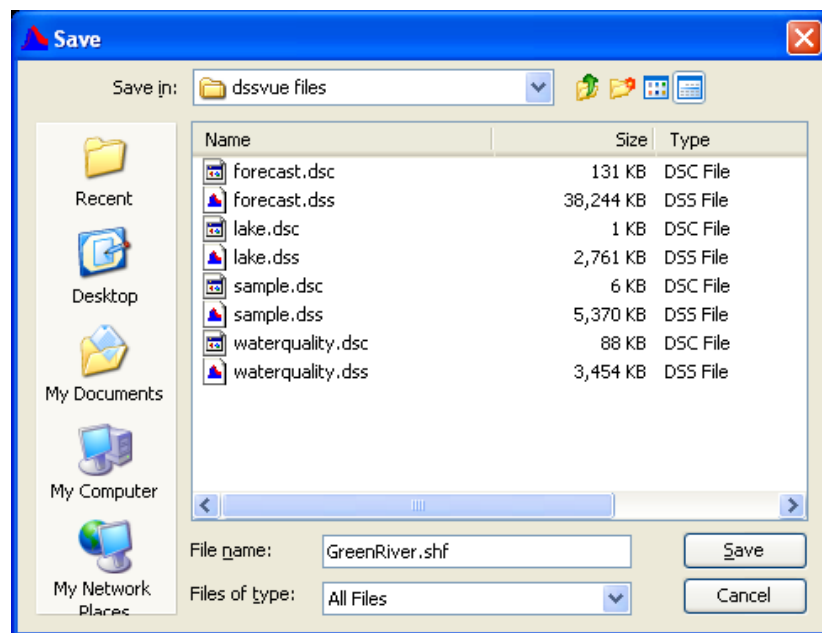 Save
Save in: dssvue files
Name Size Type
forecast.dsc 131 KB DSC File
forecast.dss 38,244 KB DSS File
lake.dsc 1 KB DSC File
lake.dss 2,761 KB DSS File
sample.dsc 6 KB DSC File
sample.dss 5,370 KB DSS File
waterquality.dsc 88 KB DSC File
waterquality.dss 3,454 KB DSS File
Recent
Desktop
My Documents
My Computer
My Network
Places
File name: GreenRiver.shf Save
Files of type: All Files Cancel